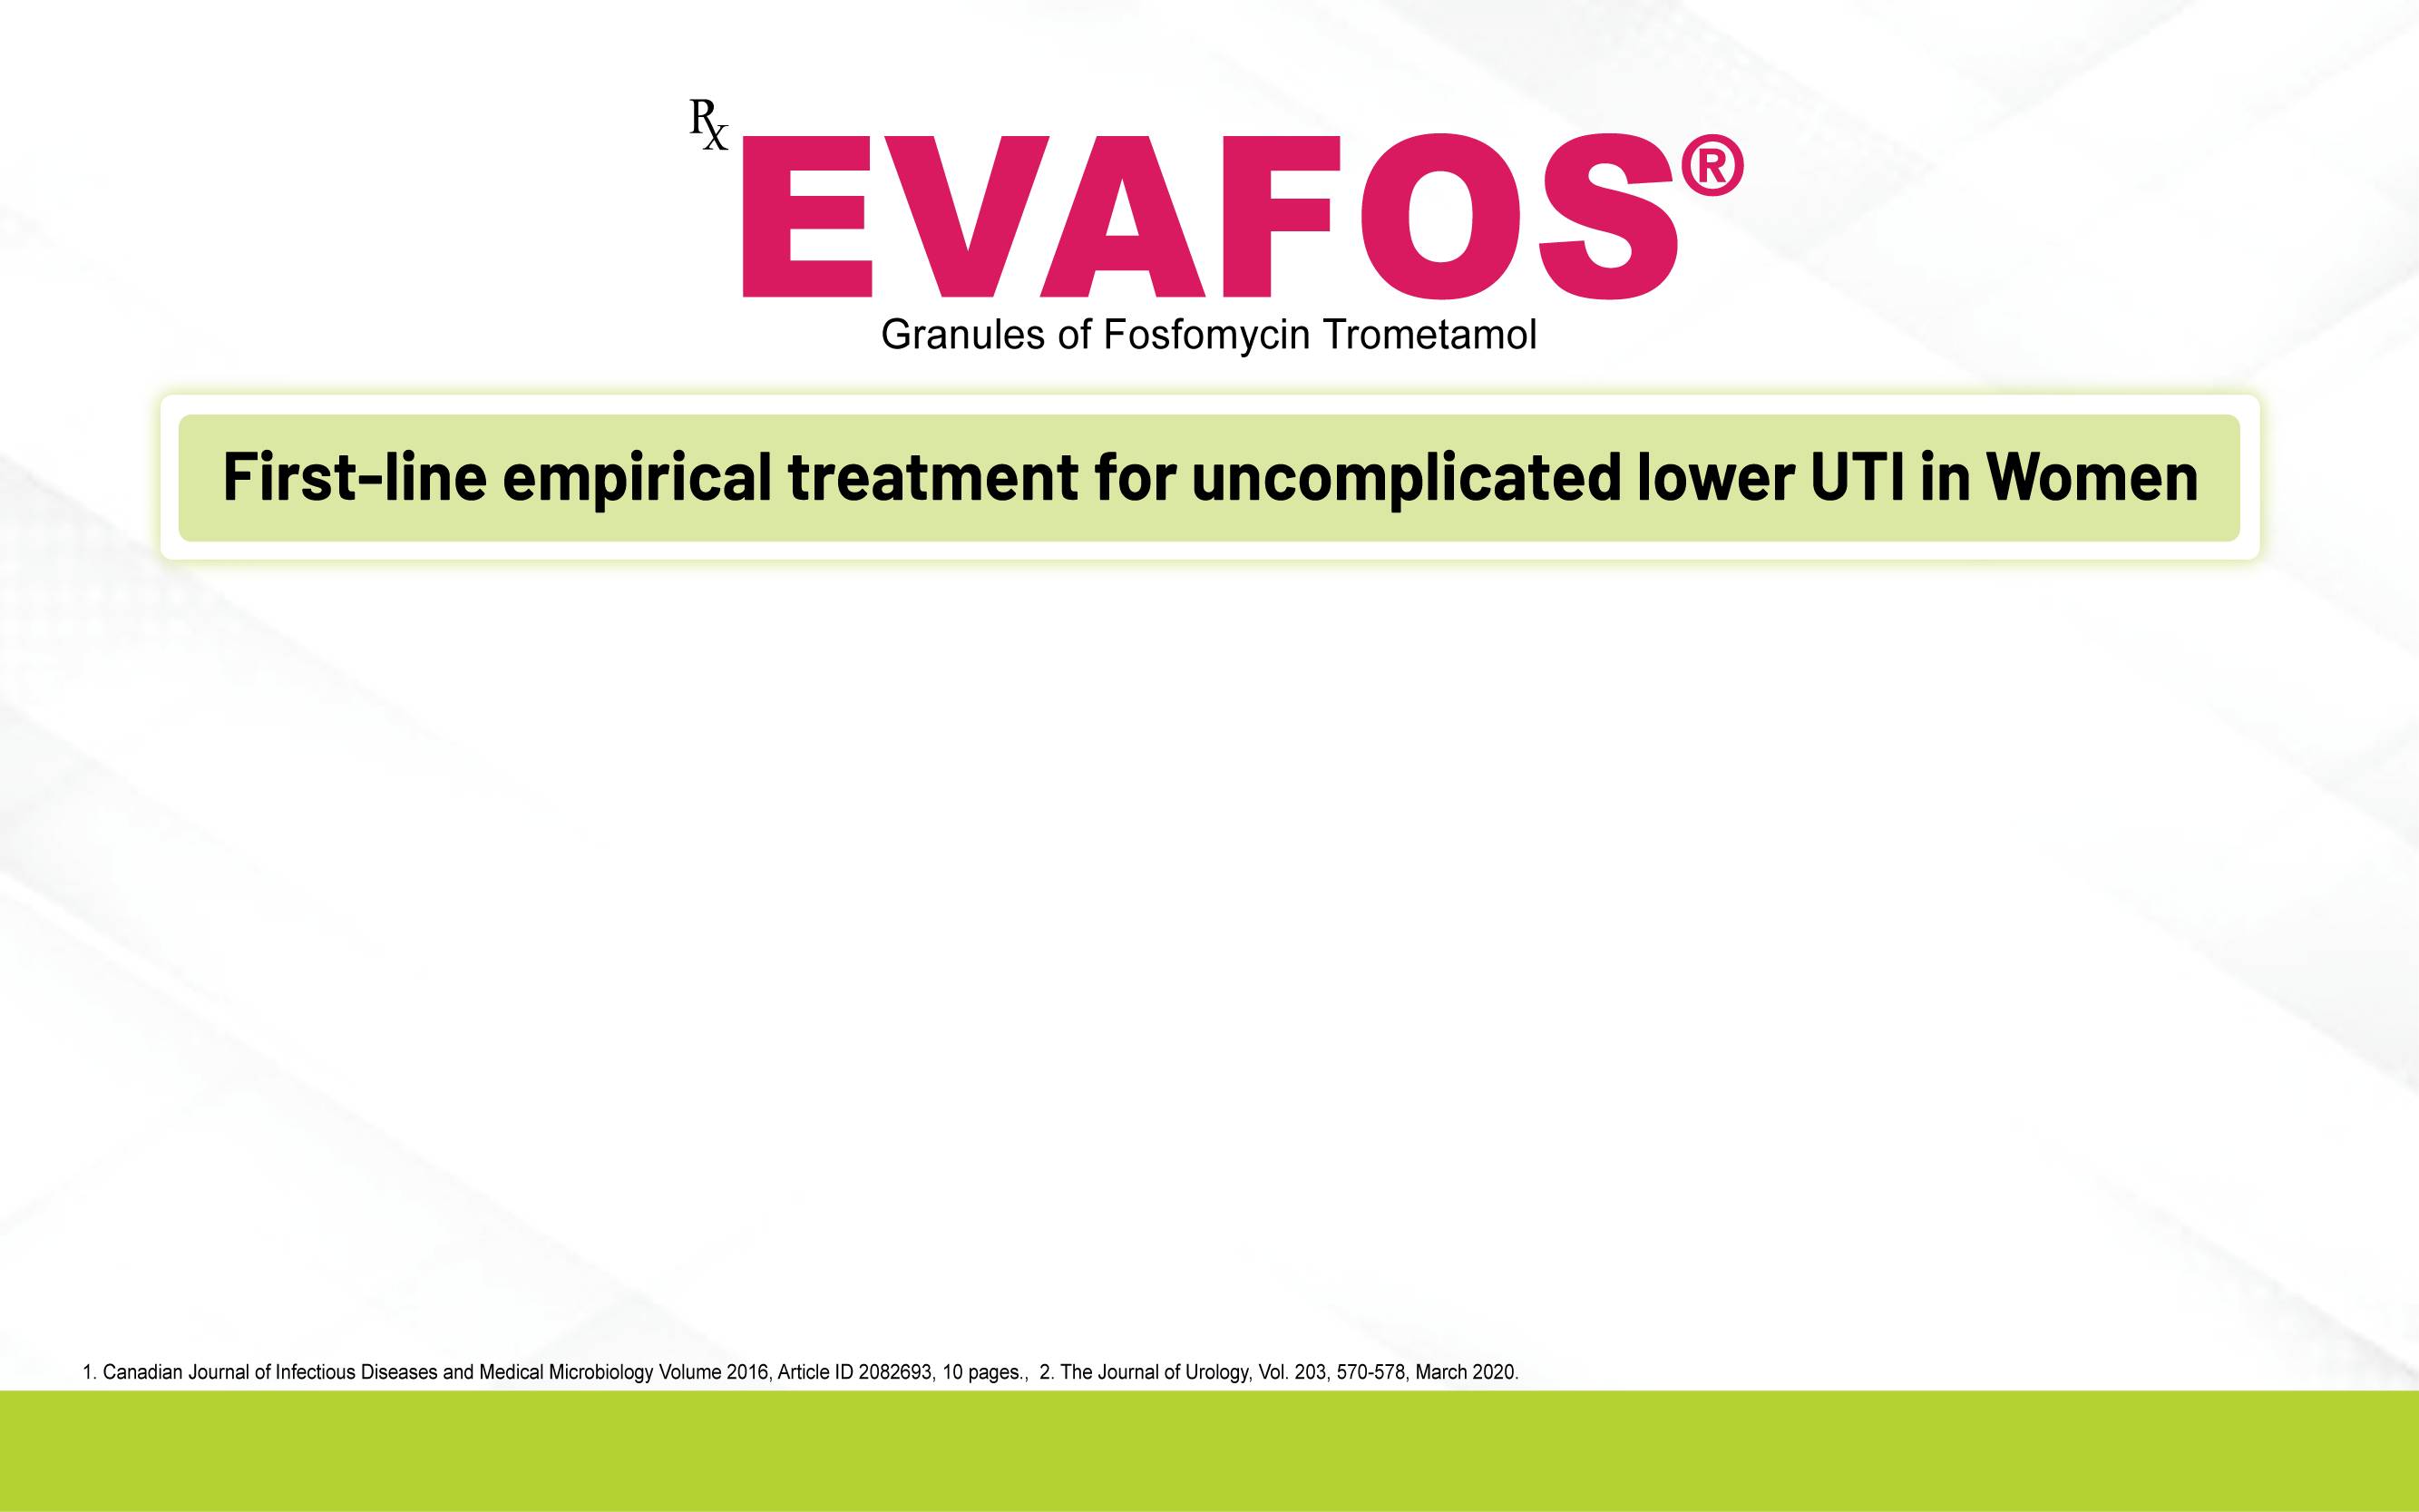 Rx EVAFOS®
Granules of Fosfomycin Trometamol
First-line empirical treatment for uncomplicated lower UTI in Women
1. Canadian Journal of Infectious Diseases and Medical Microbiology Volume 2016, Article ID 2082693, 10 pages., 2. The Journal of Urology, Vol. 203, 570-578, March 2020.